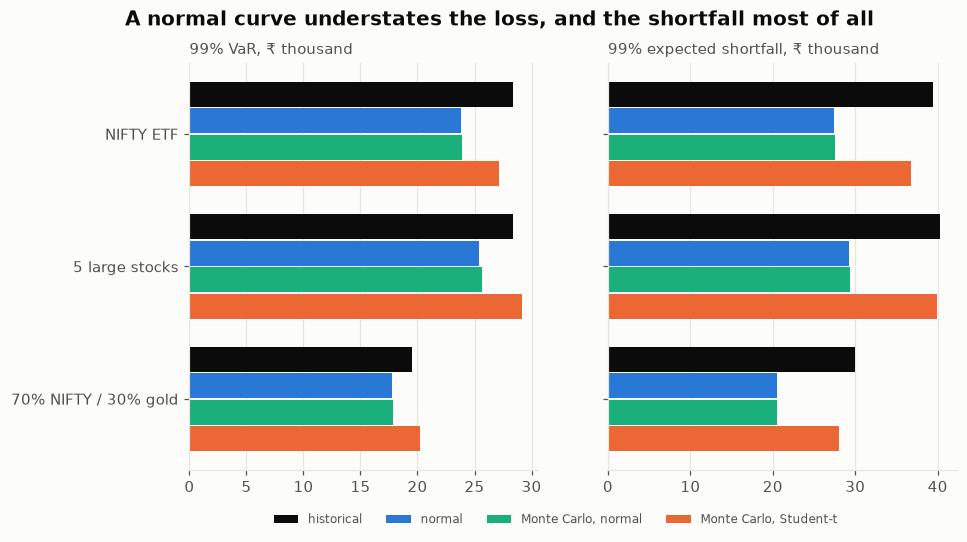 A normal curve understates the loss, and the shortfall most of all
99% VaR, ₹ thousand
99% expected shortfall, ₹ thousand
NIFTY ETF
5 large stocks
70% NIFTY / 30% gold
0 5 10 15 20 25 30
0 10 20 30 40
historical
normal
Monte Carlo, normal
Monte Carlo, Student-t